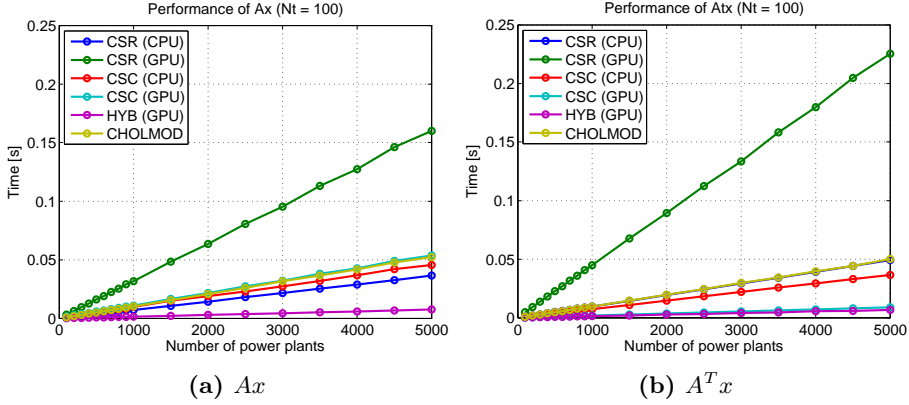 Performance of Ax (Nt = 100)
0.25
0.2
0.15
0.1
0.05
0
Time [s]
CSR (CPU)
CSR (GPU)
CSC (CPU)
CSC (GPU)
HYB (GPU)
CHOLMOD
0 1000 2000 3000 4000 5000
Number of power plants
(a) Ax
Performance of Atx (Nt = 100)
0.25
0.2
0.15
0.1
0.05
0
Time [s]
CSR (CPU)
CSR (GPU)
CSC (CPU)
CSC (GPU)
HYB (GPU)
CHOLMOD
1000 2000 3000 4000 5000
Number of power plants
(b) A^T x